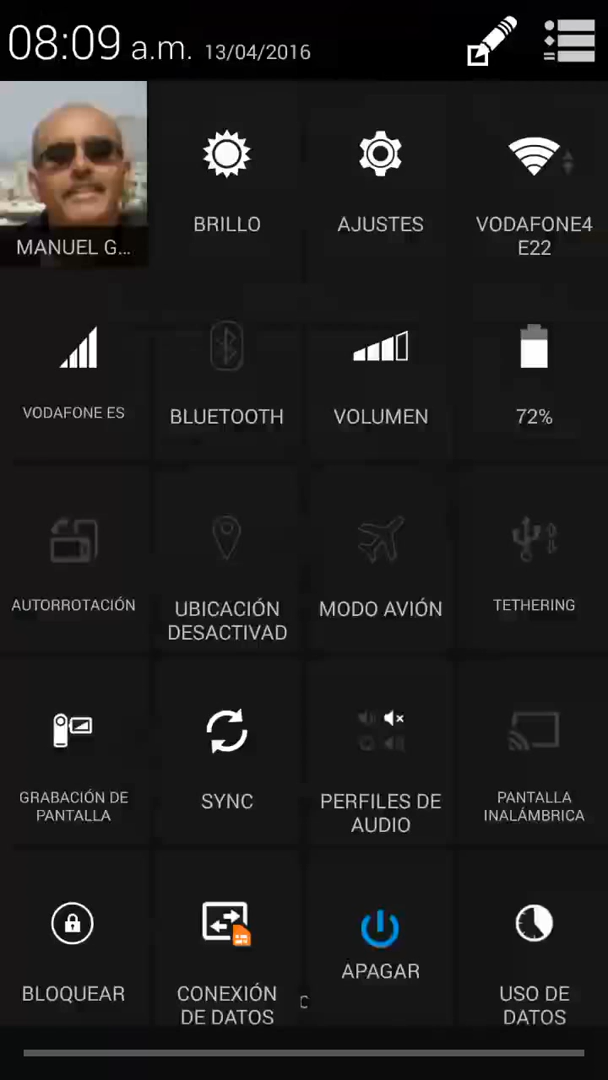 08:09 a.m. 13/04/2016
MANUEL G...
BRILLO
AJUSTES
VODAFONE4
E22
VODAFONE ES
BLUETOOTH
VOLUMEN
72%
AUTORROTACIÓN
UBICACIÓN
DESACTIVAD
MODO AVIÓN
TETHERING
GRABACIÓN DE
PANTALLA
SYNC
PERFILES DE
AUDIO
PANTALLA
INALÁMBRICA
BLOQUEAR
CONEXIÓN
DE DATOS
C
APAGAR
USO DE
DATOS